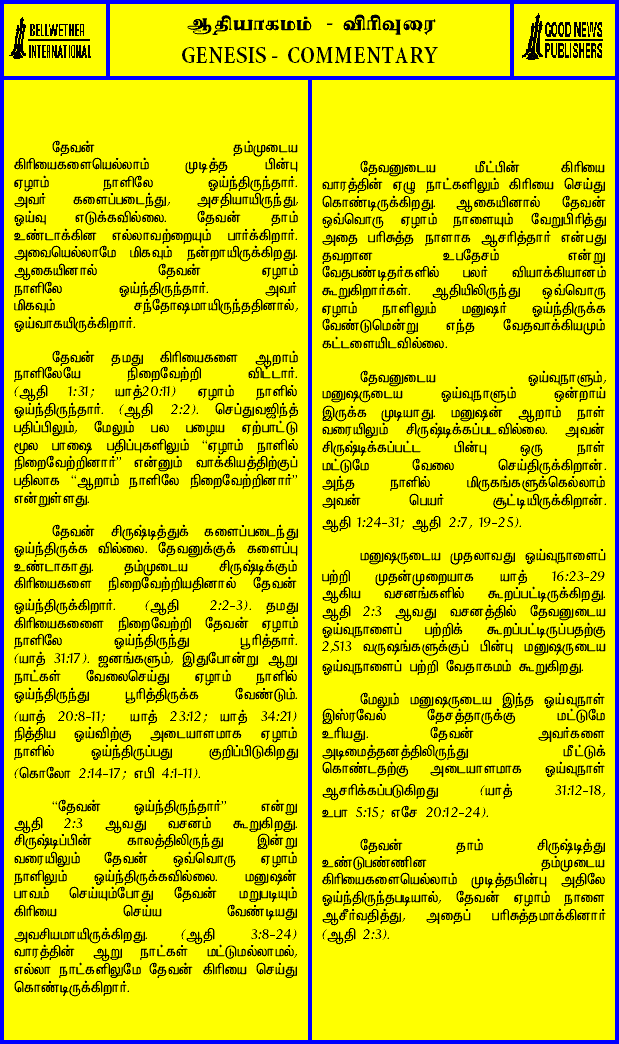 BELLWETHER
INTERNATIONAL
ஆதியாகமம் - விரிவுரை
GENESIS - COMMENTARY
GOOD NEWS
PUBLISHERS
தேவன் தம்முடைய
கிரியைகளையெல்லாம் முடித்த பின்பு
ஏழாம் நாளிலே ஓய்ந்திருந்தார்.
அவர் களைப்படைந்து, அசதியாயிருந்து,
ஓய்வு எடுக்கவில்லை. தேவன் தாம்
உண்டாக்கின எல்லாவற்றையும் பார்க்கிறார்.
அவையெல்லாமே மிகவும் நன்றாயிருக்கிறது.
ஆகையினால் தேவன் ஏழாம்
நாளிலே ஓய்ந்திருந்தார். அவர்
மிகவும் சந்தோஷமாயிருந்ததினால்,
ஓய்வாகயிருக்கிறார்.
தேவன் தமது கிரியைகளை ஆறாம்
நாளிலேயே நிறைவேற்றி விட்டார்.
(ஆதி 1:31; யாத்20:11) ஏழாம் நாளில்
ஓய்ந்திருந்தார். (ஆதி 2:2). செப்துவஜிந்த்
பதிப்பிலும், மேலும் பல பழைய ஏற்பாட்டு
மூல பாஷை பதிப்புகளிலும் “ஏழாம் நாளில்
நிறைவேற்றினார்” என்னும் வாக்கியத்திற்குப்
பதிலாக “ஆறாம் நாளிலே நிறைவேற்றினார்”
என்றுள்ளது.
தேவன் சிருஷ்டித்துக் களைப்படைந்து
ஓய்ந்திருக்க வில்லை. தேவனுக்குக் களைப்பு
உண்டாகாது. தம்முடைய சிருஷ்டிக்கும்
கிரியைகளை நிறைவேற்றியதினால் தேவன்
ஓய்ந்திருக்கிறார். (ஆதி 2:2-3). தமது
கிரியைகளைை நிறைவேற்றி தேவன் ஏழாம்
நாளிலே ஓய்ந்திருந்து பூரித்தார்.
(யாத் 31:17). ஜனங்களும், இதுபோன்று ஆறு
நாட்கள் வேலைசெய்து ஏழாம் நாளில்
ஓய்ந்திருந்து பூரித்திருக்க வேண்டும்.
(யாத் 20:8-11; யாத் 23:12; யாத் 34:21)
நித்திய ஓய்விற்கு அடையாளமாக ஏழாம்
நாளில் ஓய்ந்திருப்பது குறிப்பிடுகிறது
(கொலோ 2:14-17; எபி 4:1-11).
“தேவன் ஓய்ந்திருந்தார்” என்று
ஆதி 2:3 ஆவது வசனம் கூறுகிறது.
சிருஷ்டிப்பின் காலத்திலிருந்து இன்று
வரையிலும் தேவன் ஒவ்வொரு ஏழாம்
நாளிலும் ஓய்ந்திருக்கவில்லை. மனுஷன்
பாவம் செய்யும்போது தேவன் மறுபடியும்
கிரியை செய்ய வேண்டியது
அவசியமாயிருக்கிறது. (ஆதி 3:8-24)
வாரத்தின் ஆறு நாட்கள் மட்டுமல்லாமல்,
எல்லா நாட்களிலுமே தேவன் கிரியை செய்து
கொண்டிருக்கிறார்.
தேவனுடைய மீட்பின் கிரியை
வாரத்தின் ஏழு நாட்களிலும் கிரியை செய்து
கொண்டிருக்கிறது. ஆகையினால் தேவன்
ஒவ்வொரு ஏழாம் நாளையும் வேறுபிரித்து
அதை பரிசுத்த நாளாக ஆசரித்தார் என்பது
தவறான உபதேசம் என்று
வேதபண்டிதர்களில் பலர் வியாக்கியானம்
கூறுகிறார்கள். ஆதியிலிருந்து ஒவ்வொரு
ஏழாம் நாளிலும் மனுஷர் ஓய்ந்திருக்க
வேண்டுமென்று எந்த வேதவாக்கியமும்
கட்டளையிடவில்லை.
தேவனுடைய ஓய்வுநாளும்,
மனுஷருடைய ஓய்வுநாளும் ஒன்றாய்
இருக்க முடியாது. மனுஷன் ஆறாம் நாள்
வரையிலும் சிருஷ்டிக்கப்படவில்லை. அவன்
சிருஷ்டிக்கப்பட்ட பின்பு ஒரு நாள்
மட்டுமே வேலை செய்திருக்கிறான்.
அந்த நாளில் மிருகங்களுக்கெல்லாம்
அவன் பெயர் சூட்டியிருக்கிறான்.
ஆதி 1:24-31; ஆதி 2:7, 19-25).
மனுஷருடைய முதலாவது ஓய்வுநாளைப்
பற்றி முதன்முறையாக யாத் 16:23-29
ஆகிய வசனங்களில் கூறப்பட்டிருக்கிறது.
ஆதி 2:3 ஆவது வசனத்தில் தேவனுடைய
ஓய்வுநாளைப் பற்றிக் கூறப்பட்டிருப்பதற்கு
2,513 வருஷங்களுக்குப் பின்பு மனுஷருடைய
ஓய்வுநாளைப் பற்றி வேதாகமம் கூறுகிறது.
மேலும் மனுஷருடைய இந்த ஓய்வுநாள்
இஸ்ரவேல் தேசத்தாருக்கு மட்டுமே
உரியது. தேவன் அவர்களை
அடிமைத்தனத்திலிருந்து மீட்டுக்
கொண்டதற்கு அடையாளமாக ஓய்வுநாள்
ஆசரிக்கப்படுகிறது (யாத் 31:12-18,
உபா 5:15; எசே 20:12-24).
தேவன் தாம் சிருஷ்டித்து
உண்டுபண்ணின தம்முடைய
கிரியைகளையெல்லாம் முடித்தபின்பு அதிலே
ஓய்ந்திருந்தபடியால், தேவன் ஏழாம் நாளை
ஆசீர்வதித்து, அதைப் பரிசுத்தமாக்கினார்
(ஆதி 2:3).